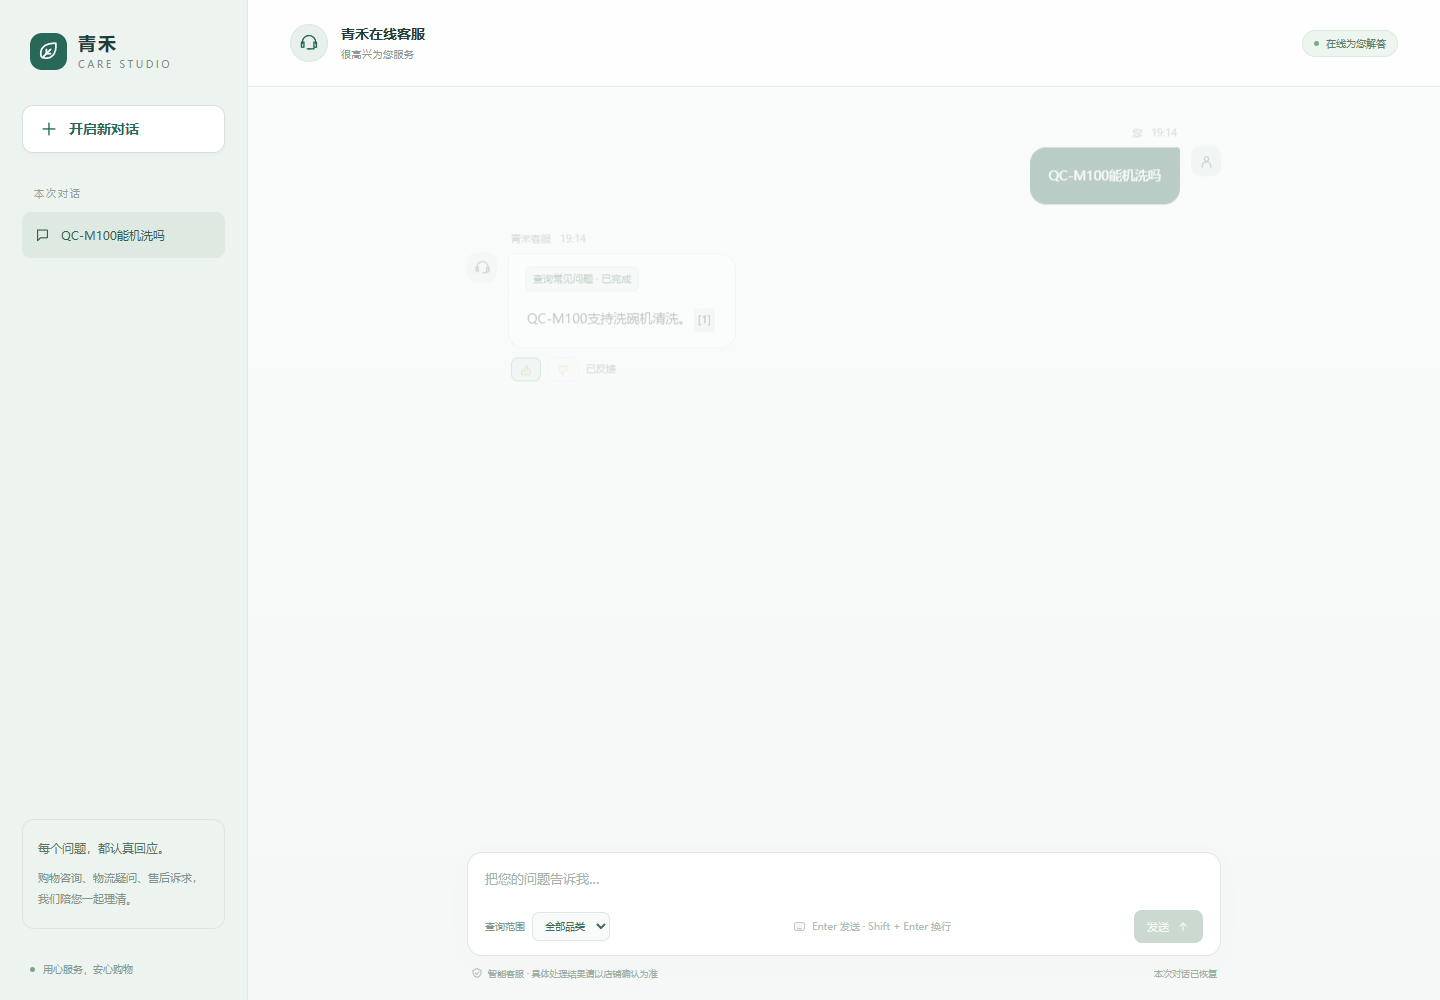 青禾
CARE STUDIO
开启新对话
本次对话
QC-M100能机洗吗
每个问题，都认真回应。
购物咨询、物流疑问、售后诉求，
我们陪您一起理清。
用心服务，安心购物
青禾在线客服
很高兴为您服务
在线为您解答
您 19:14
QC-M100能机洗吗
青禾客服 19:14
查询常见问题 · 已完成
QC-M100支持洗碗机清洗。 [1]
已反馈
把您的问题告诉我...
查询范围 全部品类
Enter 发送 · Shift + Enter 换行
发送
智能客服 · 具体处理结果请以店铺确认为准
本次对话已恢复